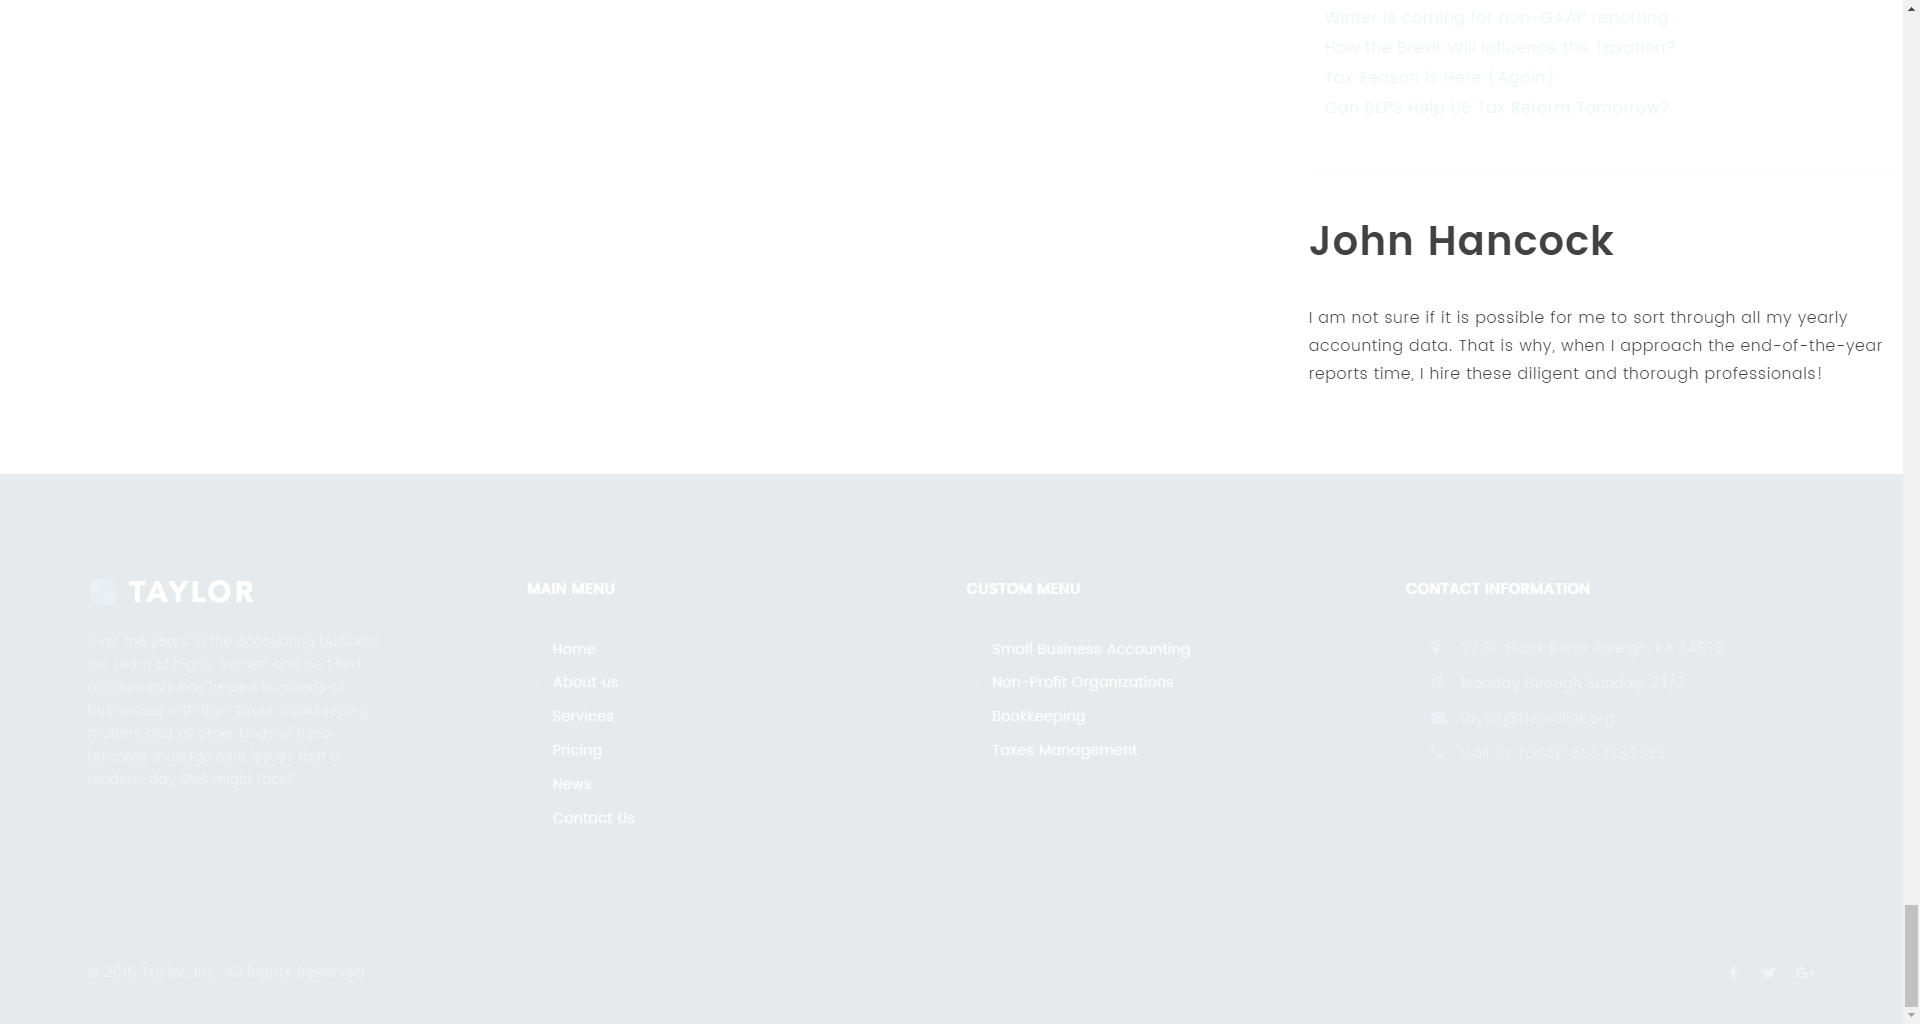 Winter is coming for non-GAAP reporting
How the Brexit Will Influence the Taxation?
Tax Season Is Here (Again)
Can BEPS Help US Tax Reform Tomorrow?
John Hancock
I am not sure if it is possible for me to sort through all my yearly
accounting data. That is why, when I approach the end-of-the-year
reports time, I hire these diligent and thorough professionals!
TAYLOR
Over the years in the accounting business,
our team of highly trained and certified
accountants has helped hundreds of
businesses with their taxes, bookkeeping
matters and all other kinds of fiscal
business management issues that a
modern-day SMB might face!
MAIN MENU
Home
About us
Services
Pricing
News
Contact Us
CUSTOM MENU
Small Business Accounting
Non-Profit Organizations
Bookkeeping
Taxes Management
CONTACT INFORMATION
22 St. Black Road Raleigh, PA 34578
Monday through Sunday, 24/7
taylor@demolink.org
Call Us Today: 555.123.2323
© 2016 Taylor, Inc. All Rights Reserved